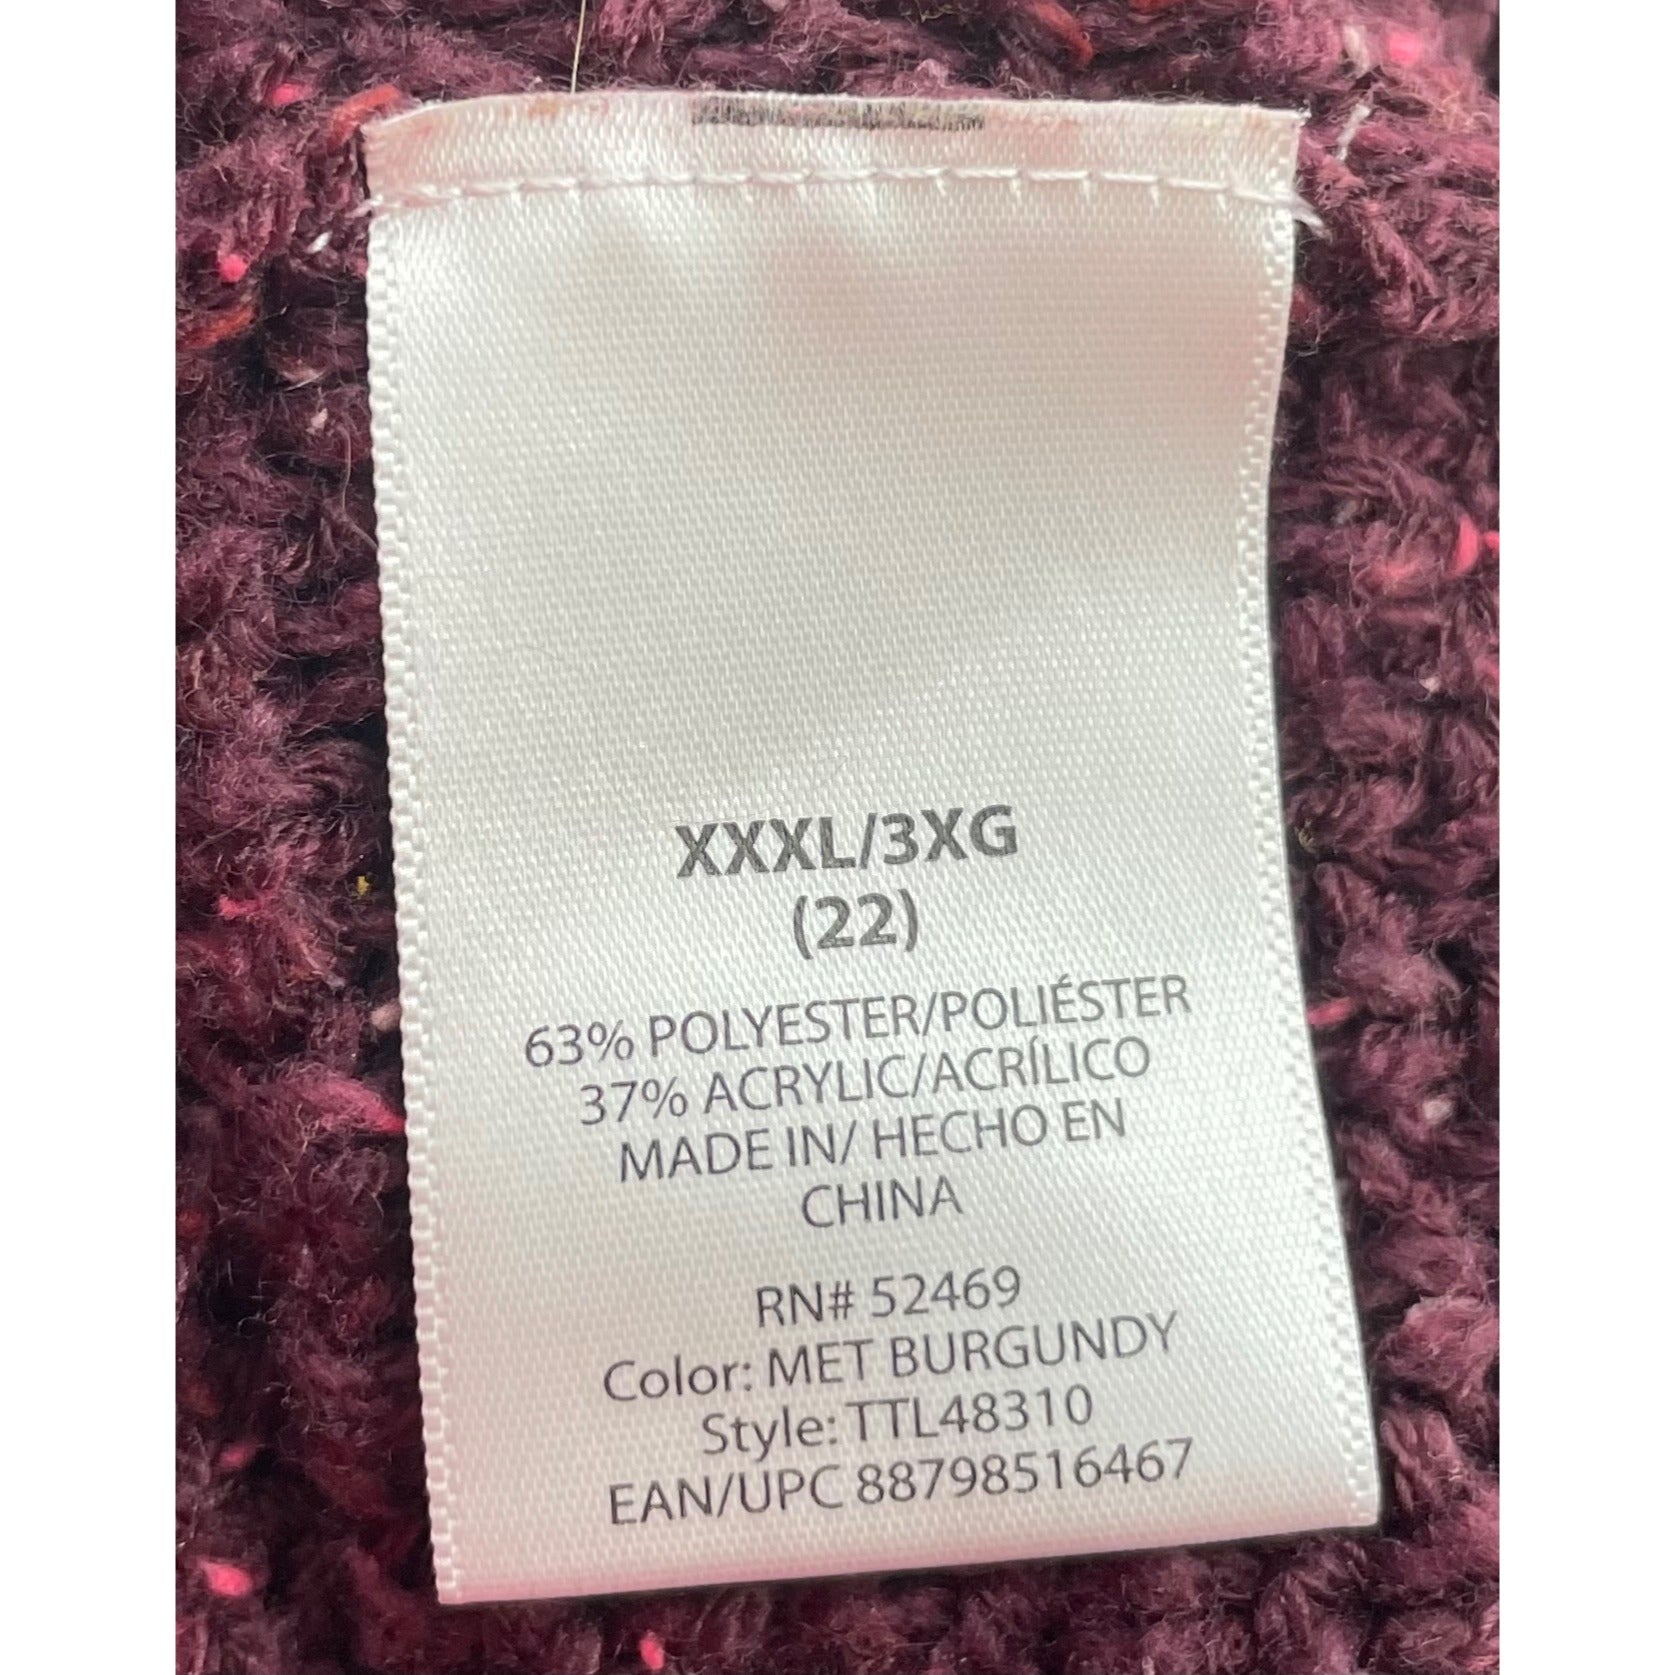 XXXL/3XG
(22)
63% POLYESTER/POLIÉSTER
37% ACRYLIC/ACRÍLICO
MADE IN/ HECHO EN
CHINA
RN# 52469
Color: MET BURGUNDY
Style: TTL48310
EAN/UPC 88798516467